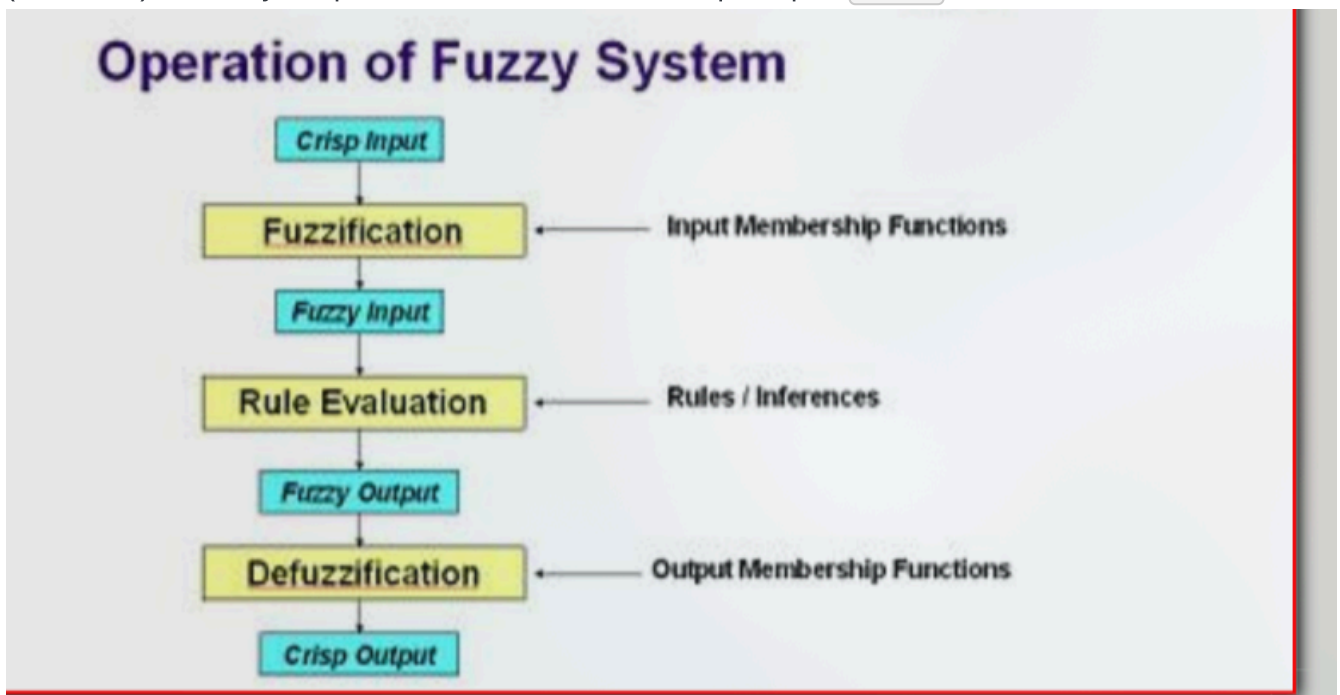 Operation of Fuzzy System
Crisp Input
Fuzzification
Input Membership Functions
Fuzzy Input
Rule Evaluation
Rules / Inferences
Fuzzy Output
Defuzzification
Output Membership Functions
Crisp Output